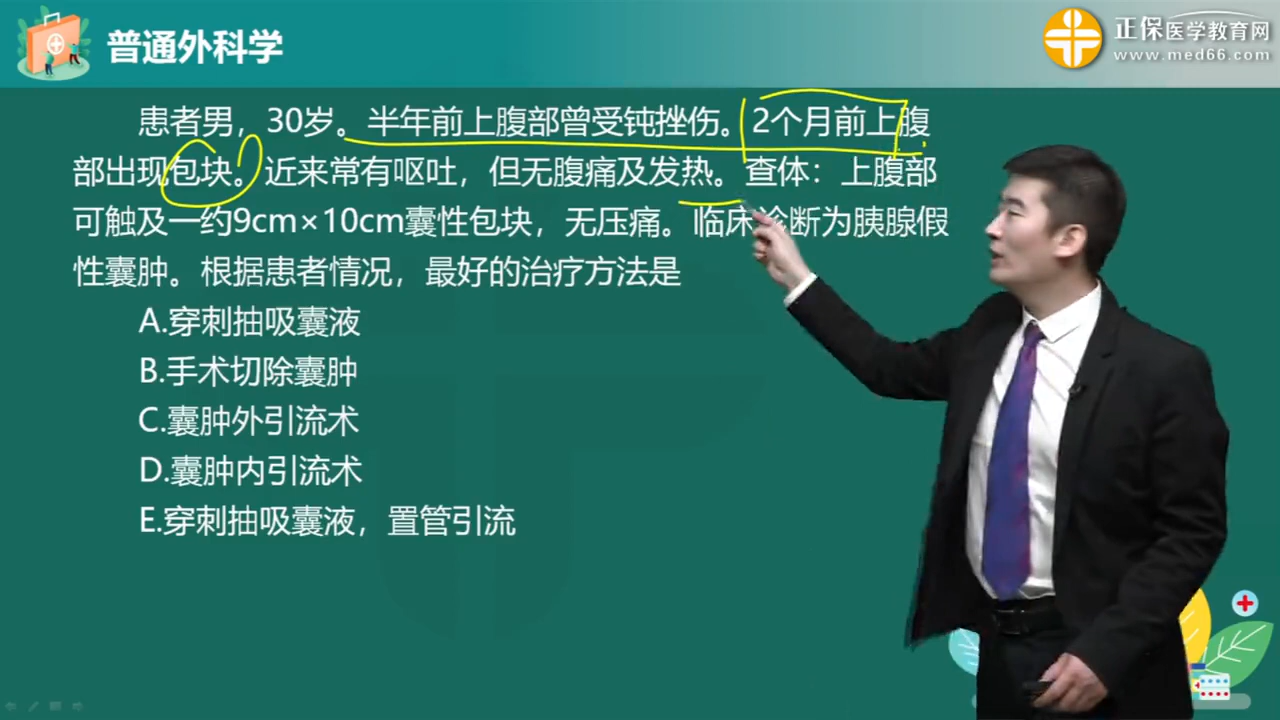 普通外科学
正保医学教育网
www.med66.com
患者男，30岁。半年前上腹部曾受钝挫伤。2个月前上腹
部出现包块。近来常有呕吐，但无腹痛及发热。查体：上腹部
可触及一约9cm×10cm囊性包块，无压痛。临床诊断为胰腺假
性囊肿。根据患者情况，最好的治疗方法是
A.穿刺抽吸囊液
B.手术切除囊肿
C.囊肿外引流术
D.囊肿内引流术
E.穿刺抽吸囊液，置管引流